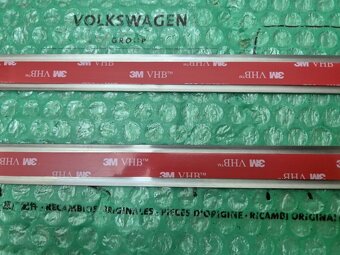 VOLKSWAGEN
GROUP
3M VHB™ 3M VHB™ 3M VHB™
3M VHB™ 3M VHB™ 3M VHB™
RECAMBIOS ORIGINALES · PIECES D'ORIGINE · RICAMBI ORIGINALI